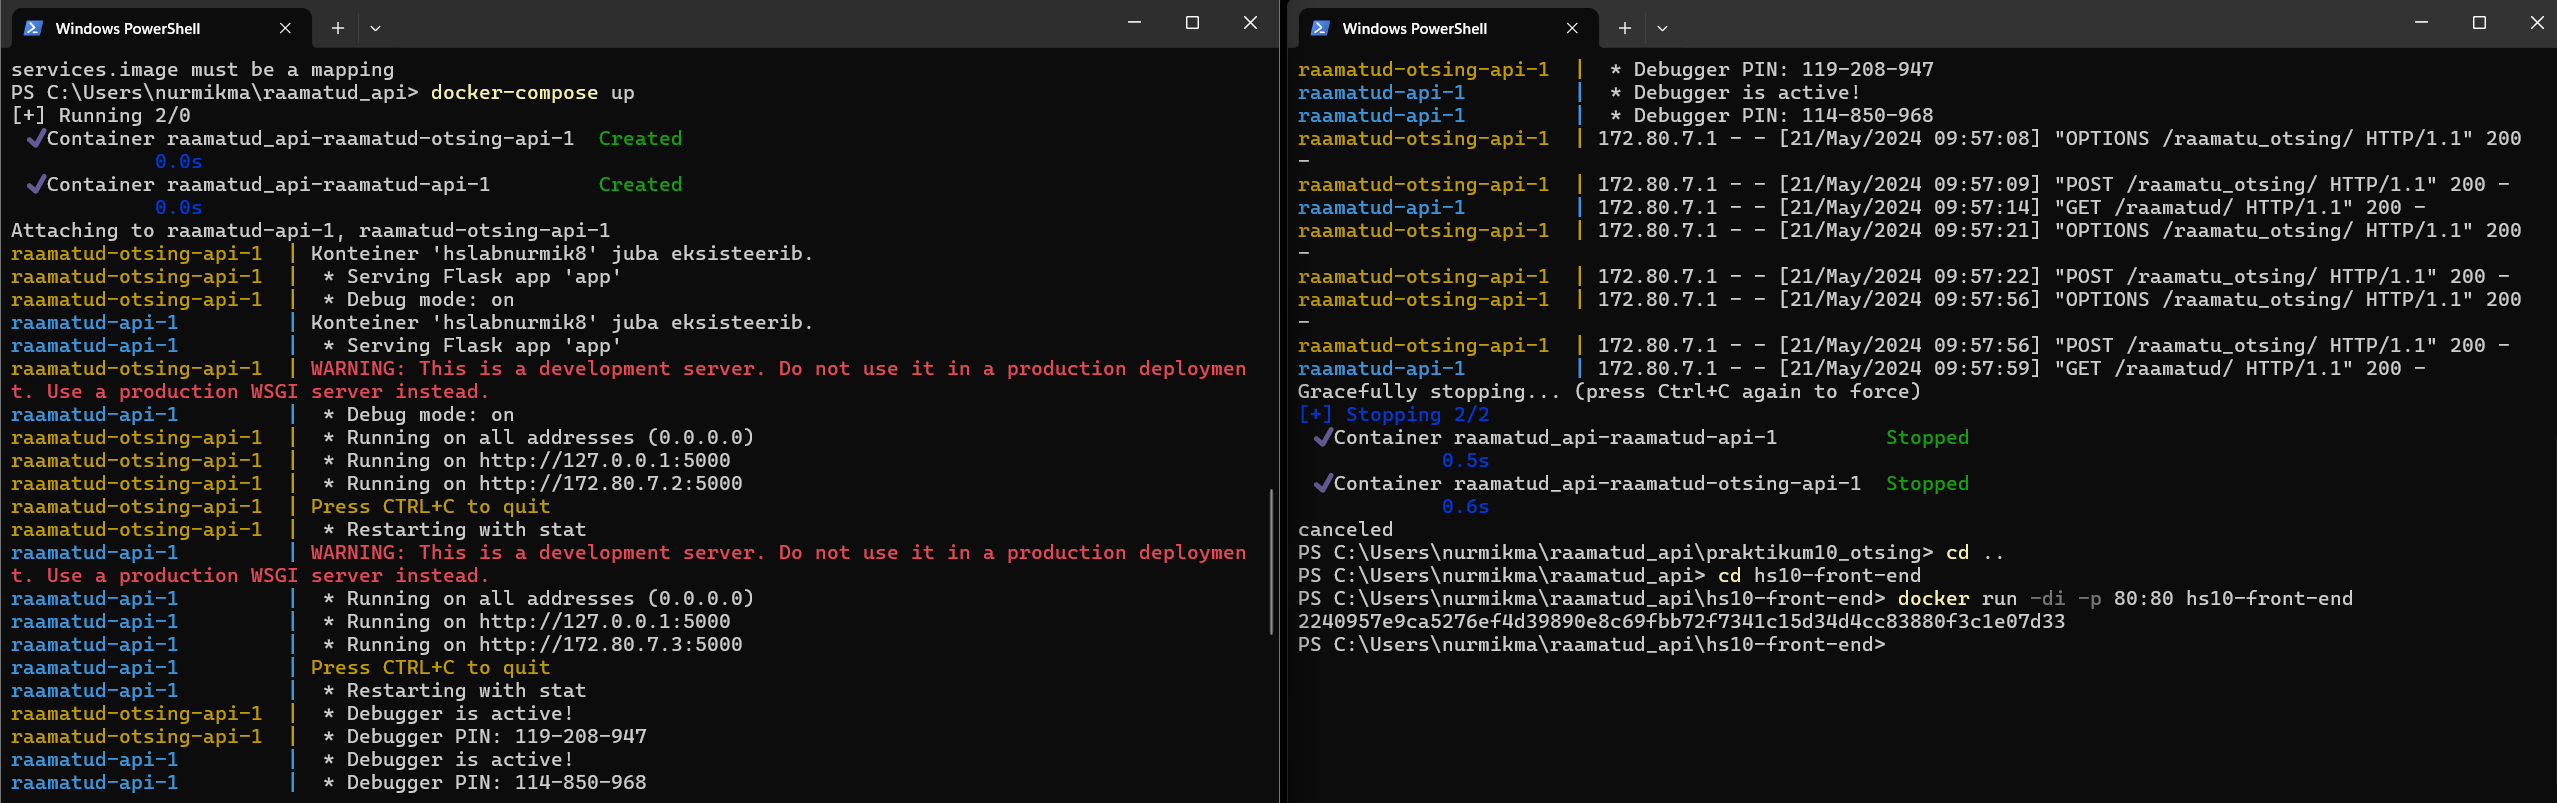 Windows PowerShell
services.image must be a mapping
PS C:\Users\nurmikma\raamatud_api> docker-compose up
[+] Running 2/0
✔Container raamatud_api-raamatud-otsing-api-1  Created
0.0s
✔Container raamatud_api-raamatud-api-1         Created
0.0s
Attaching to raamatud-api-1, raamatud-otsing-api-1
raamatud-otsing-api-1  | Konteiner 'hslabnurmik8' juba eksisteerib.
raamatud-otsing-api-1  |  * Serving Flask app 'app'
raamatud-otsing-api-1  |  * Debug mode: on
raamatud-api-1         | Konteiner 'hslabnurmik8' juba eksisteerib.
raamatud-api-1         |  * Serving Flask app 'app'
raamatud-otsing-api-1  | WARNING: This is a development server. Do not use it in a production deploymen
t. Use a production WSGI server instead.
raamatud-api-1         |  * Debug mode: on
raamatud-otsing-api-1  |  * Running on all addresses (0.0.0.0)
raamatud-otsing-api-1  |  * Running on http://127.0.0.1:5000
raamatud-otsing-api-1  |  * Running on http://172.80.7.2:5000
raamatud-otsing-api-1  | Press CTRL+C to quit
raamatud-otsing-api-1  |  * Restarting with stat
raamatud-api-1         | WARNING: This is a development server. Do not use it in a production deploymen
t. Use a production WSGI server instead.
raamatud-api-1         |  * Running on all addresses (0.0.0.0)
raamatud-api-1         |  * Running on http://127.0.0.1:5000
raamatud-api-1         |  * Running on http://172.80.7.3:5000
raamatud-api-1         | Press CTRL+C to quit
raamatud-api-1         |  * Restarting with stat
raamatud-otsing-api-1  |  * Debugger is active!
raamatud-otsing-api-1  |  * Debugger PIN: 119-208-947
raamatud-api-1         |  * Debugger is active!
raamatud-api-1         |  * Debugger PIN: 114-850-968
Windows PowerShell
raamatud-otsing-api-1  |  * Debugger PIN: 119-208-947
raamatud-api-1         |  * Debugger is active!
raamatud-api-1         |  * Debugger PIN: 114-850-968
raamatud-otsing-api-1  | 172.80.7.1 - - [21/May/2024 09:57:08] "OPTIONS /raamatu_otsing/ HTTP/1.1" 200
-
raamatud-otsing-api-1  | 172.80.7.1 - - [21/May/2024 09:57:09] "POST /raamatu_otsing/ HTTP/1.1" 200 -
raamatud-api-1         | 172.80.7.1 - - [21/May/2024 09:57:14] "GET /raamatud/ HTTP/1.1" 200 -
raamatud-otsing-api-1  | 172.80.7.1 - - [21/May/2024 09:57:21] "OPTIONS /raamatu_otsing/ HTTP/1.1" 200
-
raamatud-otsing-api-1  | 172.80.7.1 - - [21/May/2024 09:57:22] "POST /raamatu_otsing/ HTTP/1.1" 200 -
raamatud-otsing-api-1  | 172.80.7.1 - - [21/May/2024 09:57:56] "OPTIONS /raamatu_otsing/ HTTP/1.1" 200
-
raamatud-otsing-api-1  | 172.80.7.1 - - [21/May/2024 09:57:56] "POST /raamatu_otsing/ HTTP/1.1" 200 -
raamatud-api-1         | 172.80.7.1 - - [21/May/2024 09:57:59] "GET /raamatud/ HTTP/1.1" 200 -
Gracefully stopping... (press Ctrl+C again to force)
[+] Stopping 2/2
✔Container raamatud_api-raamatud-api-1         Stopped
0.5s
✔Container raamatud_api-raamatud-otsing-api-1  Stopped
0.6s
canceled
PS C:\Users\nurmikma\raamatud_api\praktikum10_otsing> cd ..
PS C:\Users\nurmikma\raamatud_api> cd hs10-front-end
PS C:\Users\nurmikma\raamatud_api\hs10-front-end> docker run -di -p 80:80 hs10-front-end
2240957e9ca5276ef4d39890e8c69fbb72f7341c15d34d4cc83880f3c1e07d33
PS C:\Users\nurmikma\raamatud_api\hs10-front-end>